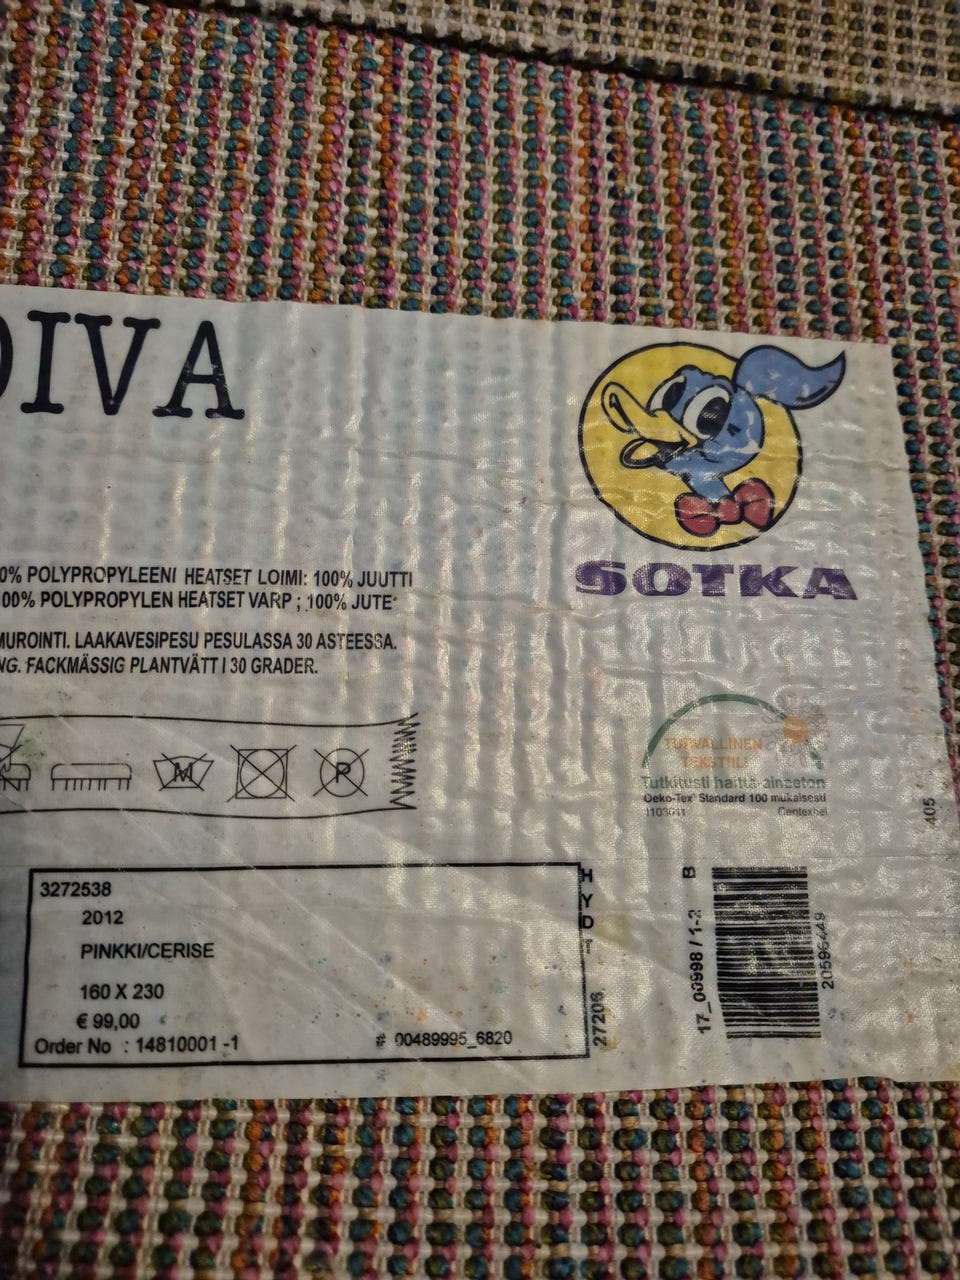 DIVA
SOTKA
0% POLYPROPYLEENI HEATSET LOIMI: 100% JUUTTI
00% POLYPROPYLEN HEATSET VARP ; 100% JUTE
MUROINTI. LAAKAVESIPESU PESULASSA 30 ASTEESSA.
NG. FACKMÄSSIG PLANTVÄTT I 30 GRADER.
M
P
TURVALLINEN
TEKSTIILI
Tutkitusti haitta-aineeton
Oeko-Tex® Standard 100 mukaisesti
Centexbel
405
3272538
2012
PINKKI/CERISE
160 X 230
€ 99,00
Order No : 14810001 -1
# 00489995_6820
HYDT
27206
17_00998 / 1-2 B
20596449